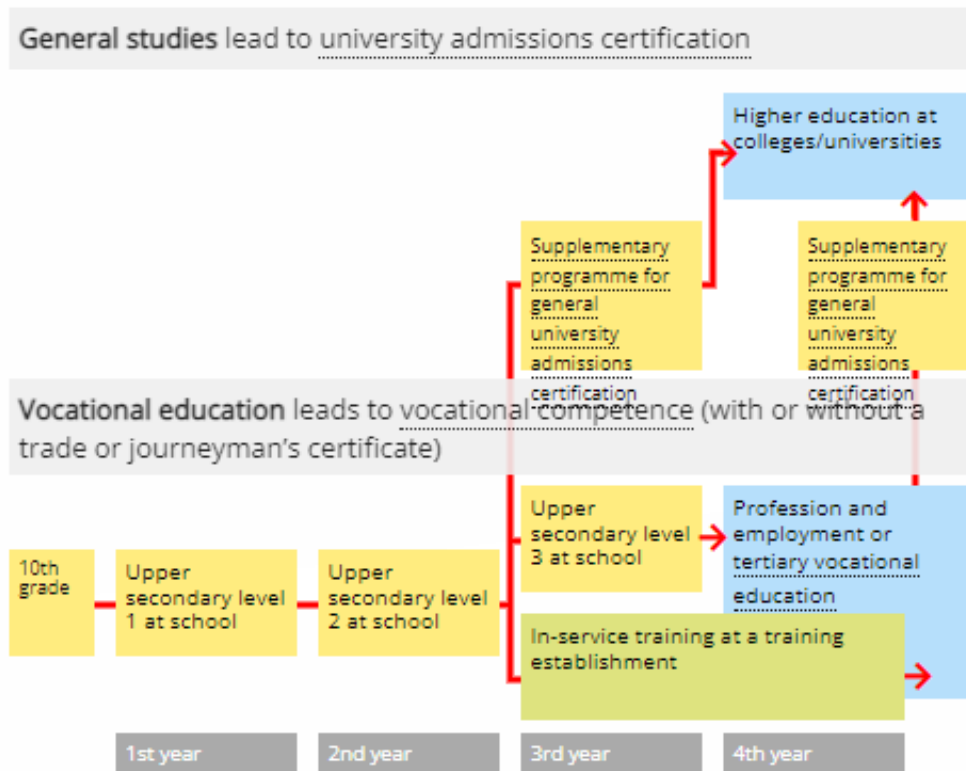 General studies lead to university admissions certification
Higher education at
colleges/universities
Supplementary
programme for
general
university
admissions
certification
Supplementary
programme for
general
university
admissions
certification
Vocational education leads to vocational competence (with or without a
trade or journeyman's certificate)
Upper
secondary level
3 at school
Profession and
employment or
tertiary vocational
education
10th
grade
Upper
secondary level
1 at school
Upper
secondary level
2 at school
In-service training at a training
establishment
1st year
2nd year
3rd year
4th year